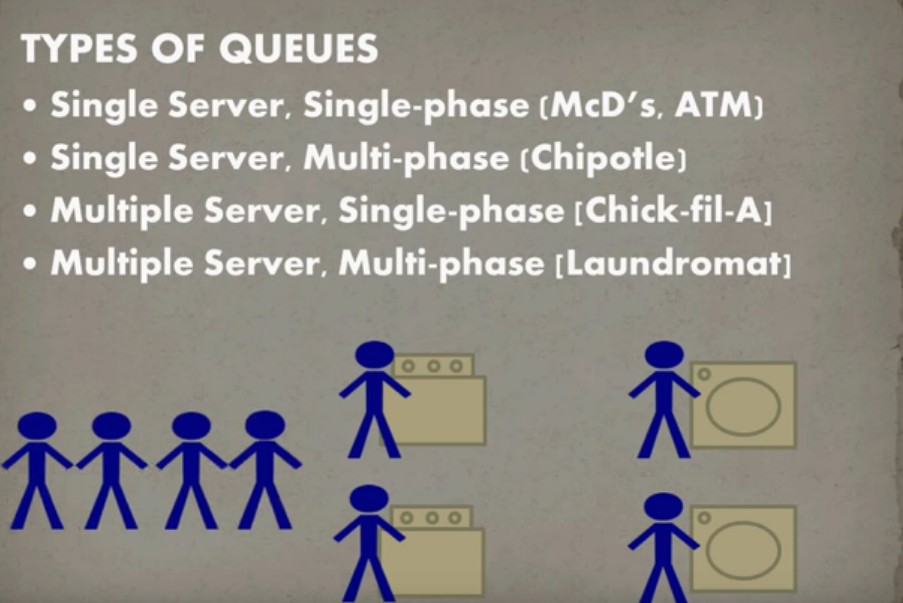 TYPES OF QUEUES
• Single Server, Single-phase (McD's, ATM)
• Single Server, Multi-phase (Chipotle)
• Multiple Server, Single-phase [Chick-fil-A]
• Multiple Server, Multi-phase [Laundromat]